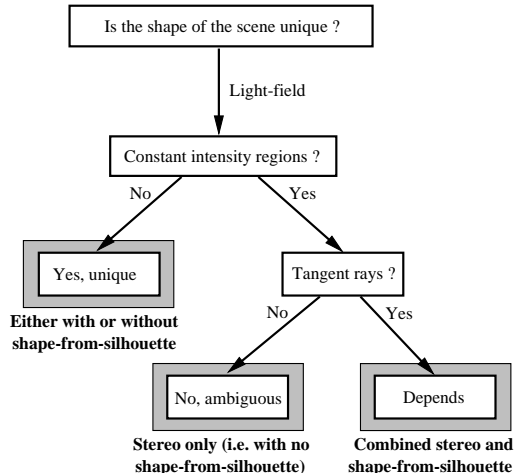 Is the shape of the scene unique ?
Light-field
Constant intensity regions ?
No
Yes
Yes, unique
Tangent rays ?
Either with or without
shape-from-silhouette
No
Yes
No, ambiguous
Depends
Stereo only (i.e. with no
shape-from-silhouette)
Combined stereo and
shape-from-silhouette